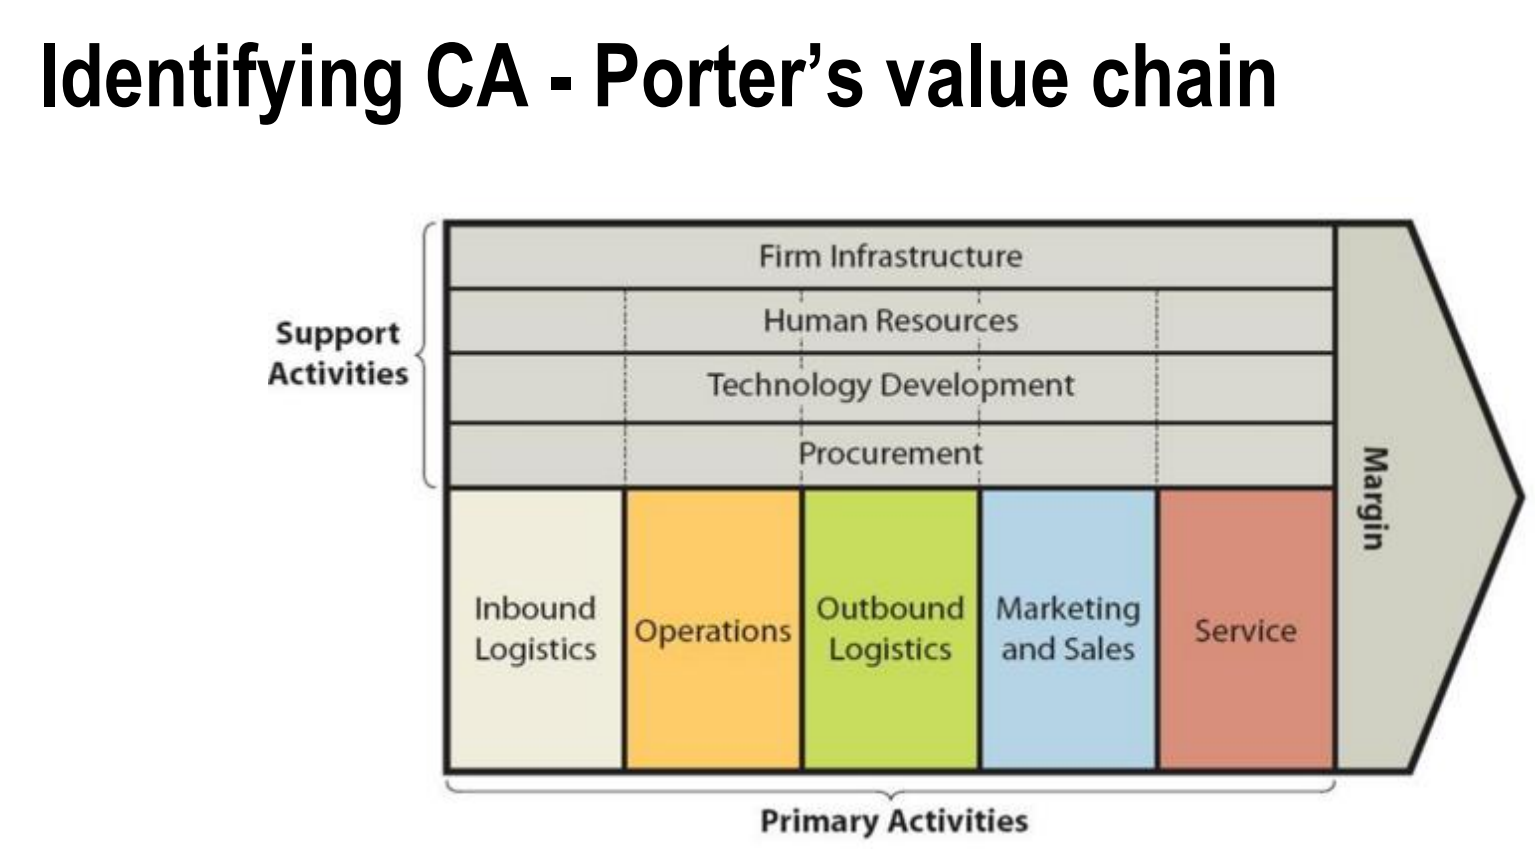 Identifying CA - Porter’s value chain
Firm Infrastructure
Support
Activities
Human Resources
Technology Development
Procurement
Margin
Inbound
Logistics
Operations
Outbound
Logistics
Marketing
and Sales
Service
Primary Activities